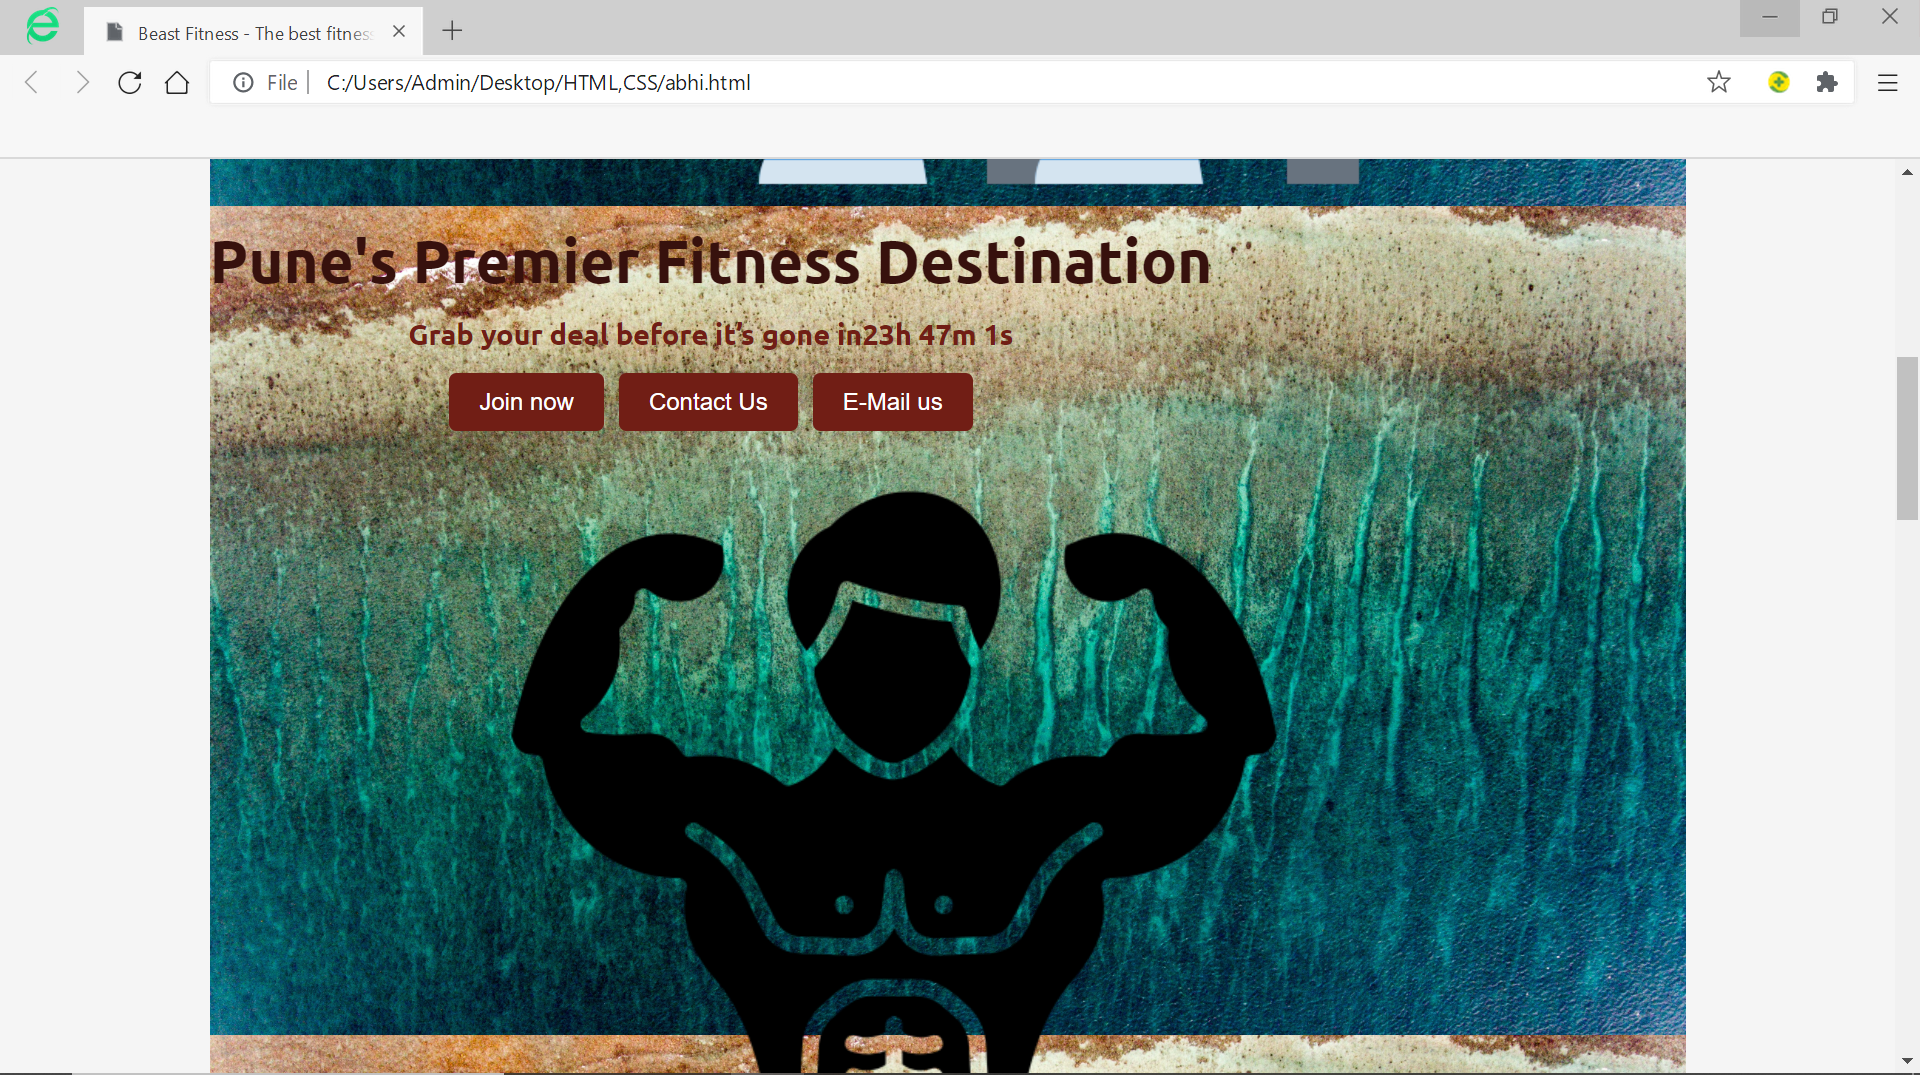 Beast Fitness - The best fitness
File
C:/Users/Admin/Desktop/HTML,CSS/abhi.html
Pune's Premier Fitness Destination
Grab your deal before it’s gone in23h 47m 1s
Join now
Contact Us
E-Mail us